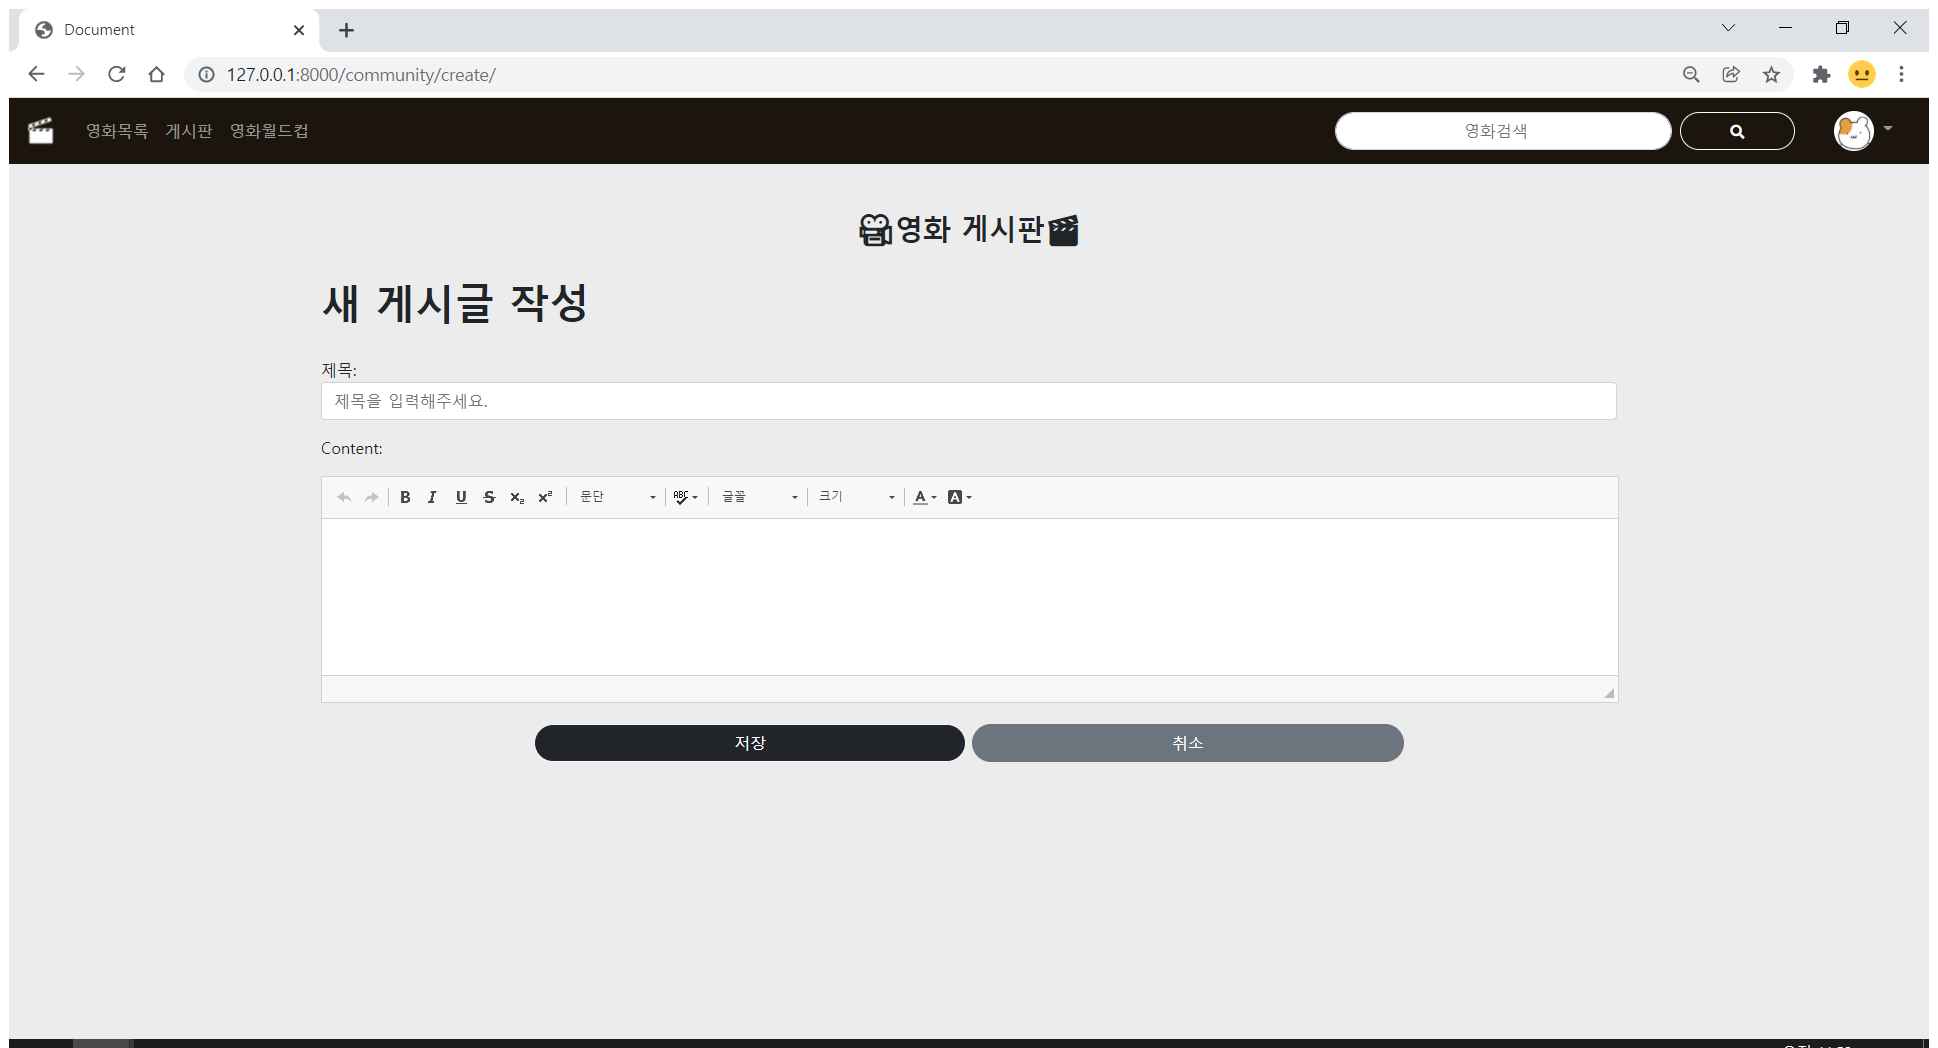 Document
127.0.0.1:8000/community/create/
영화목록 게시판 영화월드컵 영화검색
영화 게시판
새 게시글 작성
제목:
제목을 입력해주세요.
Content:
B I U S x₂ x² 문단 ABC 글꼴 크기 A A
저장 취소